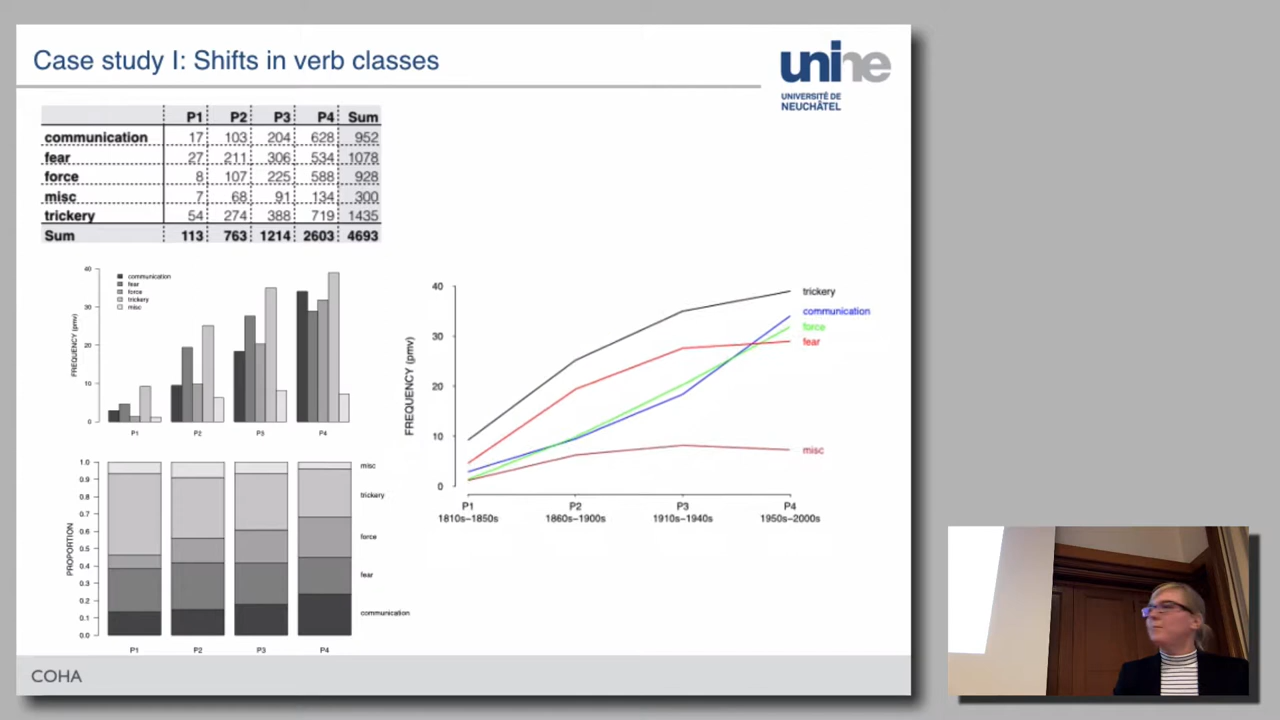 Case study I: Shifts in verb classes
unine
UNIVERSITÉ DE
NEUCHÂTEL
P1 P2 P3 P4 Sum
communication 17 103 204 628 952
fear 27 211 306 534 1078
force 8 107 225 588 928
misc 7 68 91 134 300
trickery 54 274 388 719 1435
Sum 113 763 1214 2603 4693
FREQUENCY (pmw)
40
30
20
10
0
communication
fear
force
trickery
misc
P1 P2 P3 P4
PROPORTION
1.0
0.9
0.8
0.7
0.6
0.5
0.4
0.3
0.2
0.1
0.0
misc
trickery
force
fear
communication
P1 P2 P3 P4
FREQUENCY (pmw)
40
30
20
10
0
trickery
communication
force
fear
misc
P1 P2 P3 P4
1810s–1850s 1860s–1900s 1910s–1940s 1950s–2000s
COHA